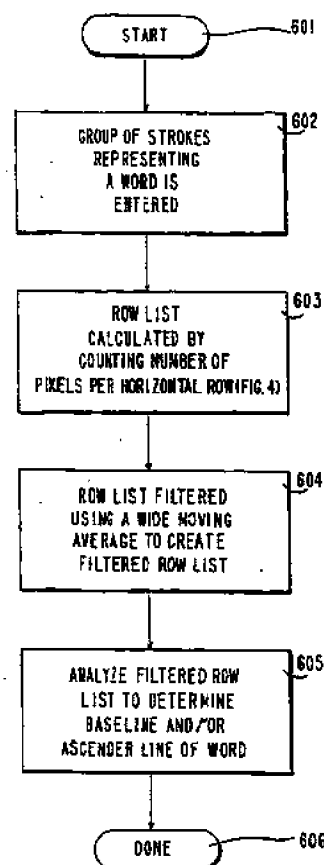 START
601
602
GROUP OF STROKES
REPRESENTING
A WORD IS
ENTERED
603
ROW LIST
CALCULATED BY
COUNTING NUMBER OF
PIXELS PER HORIZONTAL ROW (FIG. 4)
604
ROW LIST FILTERED
USING A WIDE MOVING
AVERAGE TO CREATE
FILTERED ROW LIST
605
ANALYZE FILTERED ROW
LIST TO DETERMINE
BASELINE AND/OR
ASCENDER LINE OF WORD
DONE
606